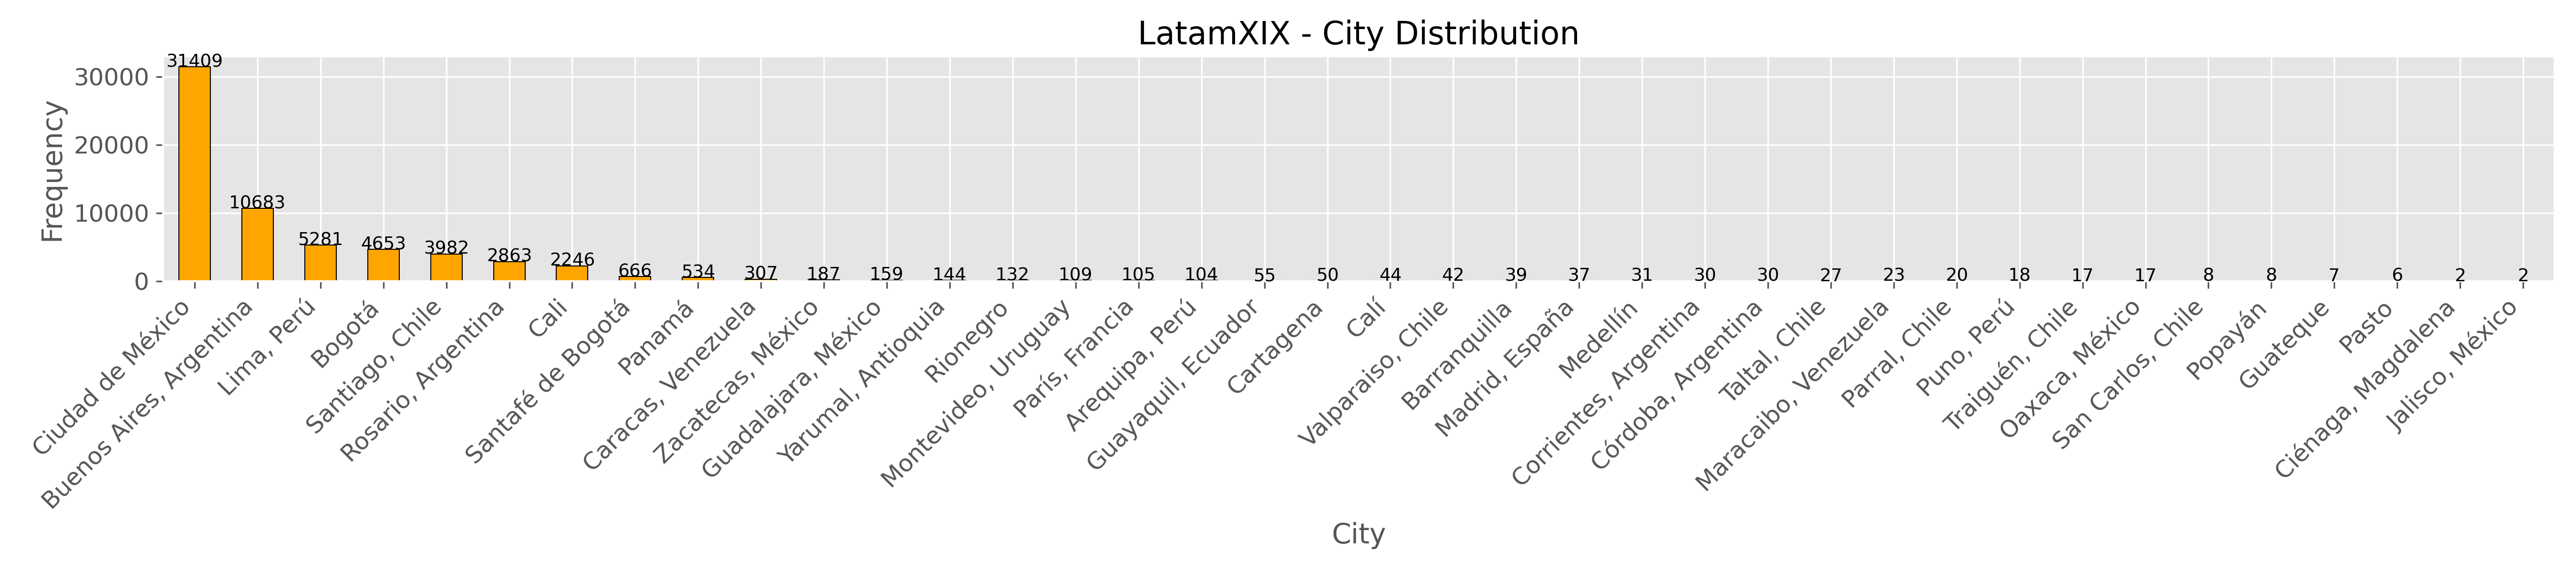 LatamXIX - City Distribution
Frequency
30000
20000
10000
0
31409
10683
5281
4653
3982
2863
2246
666
534
307
187
159
144
132
109
105
104
55
50
44
42
39
37
31
30
30
27
23
20
18
17
17
8
8
7
6
2
2
Ciudad de México
Buenos Aires, Argentina
Lima, Perú
Bogotá
Santiago, Chile
Rosario, Argentina
Cali
Santafé de Bogotá
Panamá
Caracas, Venezuela
Zacatecas, México
Guadalajara, México
Yarumal, Antioquia
Rionegro
Montevideo, Uruguay
París, Francia
Arequipa, Perú
Guayaquil, Ecuador
Cartagena
Calí
Valparaiso, Chile
Barranquilla
Madrid, España
Medellín
Corrientes, Argentina
Córdoba, Argentina
Taltal, Chile
Maracaibo, Venezuela
Parral, Chile
Puno, Perú
Traiguén, Chile
Oaxaca, México
San Carlos, Chile
Popayán
Guateque
Pasto
Ciénaga, Magdalena
Jalisco, México
City